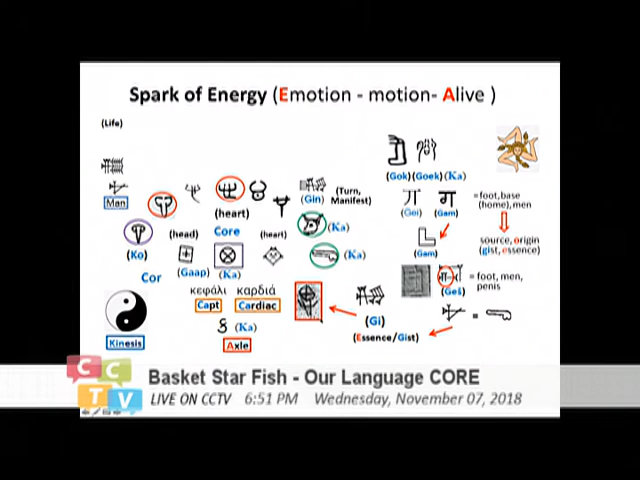 Spark of Energy (Emotion - motion- Alive )
(Life)
Man
(heart)
Core
(Gin)
(Turn,
Manifest)
(Gok)(Goek)(Ka)
ग
(Gam)
=foot,base
(home),men
(Ko)
(head)
(heart)
(Ka)
(Gam)
source, origin
(gist, essence)
Cor
(Gaap)
(Ka)
(Ka)
κεφάλι
καρδιά
Capt
Cardiac
(Geš)
= foot, men,
penis
(Ka)
(Gi)
=
Kinesis
Axle
(Essence/Gist)
CCTV
Basket Star Fish - Our Language CORE
LIVE ON CCTV 6:51 PM Wednesday, November 07, 2018